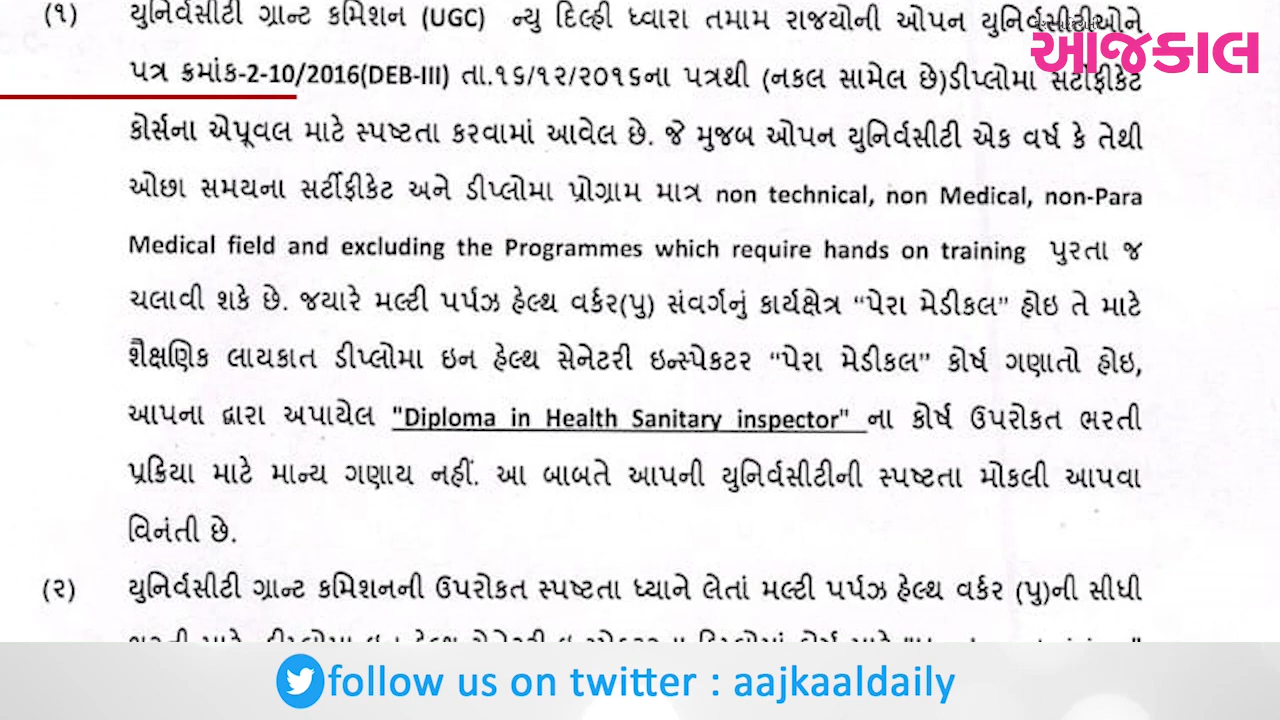 (૧) યુનિર્વસીટી ગ્રાન્ટ કમિશન (UGC) ન્યુ દિલ્હી ધ્વારા તમામ રાજયોની ઓપન યુનિર્વસીટીઓને
આજકાલ
પત્ર ક્રમાંક-2-10/2016(DEB-III) તા.૧૬/૧૨/૨૦૧૬ના પત્રથી (નકલ સામેલ છે)ડીપ્લોમા સર્ટીફીકેટ
કોર્સના એપૂવલ માટે સ્પષ્ટતા કરવામાં આવેલ છે. જે મુજબ ઓપન યુનિર્વસીટી એક વર્ષ કે તેથી
ઓછા સમયના સર્ટીફીકેટ અને ડીપ્લોમા પ્રોગ્રામ માત્ર non technical, non Medical, non-Para
Medical field and excluding the Programmes which require hands on training પુરતા જ
ચલાવી શકે છે. જયારે મલ્ટી પર્પઝ હેલ્થ વર્કર(પુ) સંવર્ગનું કાર્યક્ષેત્ર “પેરા મેડીકલ” હોઇ તે માટે
શૈક્ષણિક લાયકાત ડીપ્લોમા ઇન હેલ્થ સેનેટરી ઇન્સ્પેકટર “પેરા મેડીકલ” કોર્ષ ગણાતો હોઇ,
આપના દ્વારા અપાયેલ "Diploma in Health Sanitary inspector" ના કોર્ષ ઉપરોકત ભરતી
પ્રક્રિયા માટે માન્ય ગણાય નહીં. આ બાબતે આપની યુનિર્વસીટીની સ્પષ્ટતા મોકલી આપવા
વિનંતી છે.
(૨) યુનિર્વસીટી ગ્રાન્ટ કમિશનની ઉપરોકત સ્પષ્ટતા ધ્યાને લેતાં મલ્ટી પર્પઝ હેલ્થ વર્કર (પુ)ની સીધી
follow us on twitter : aajkaaldaily